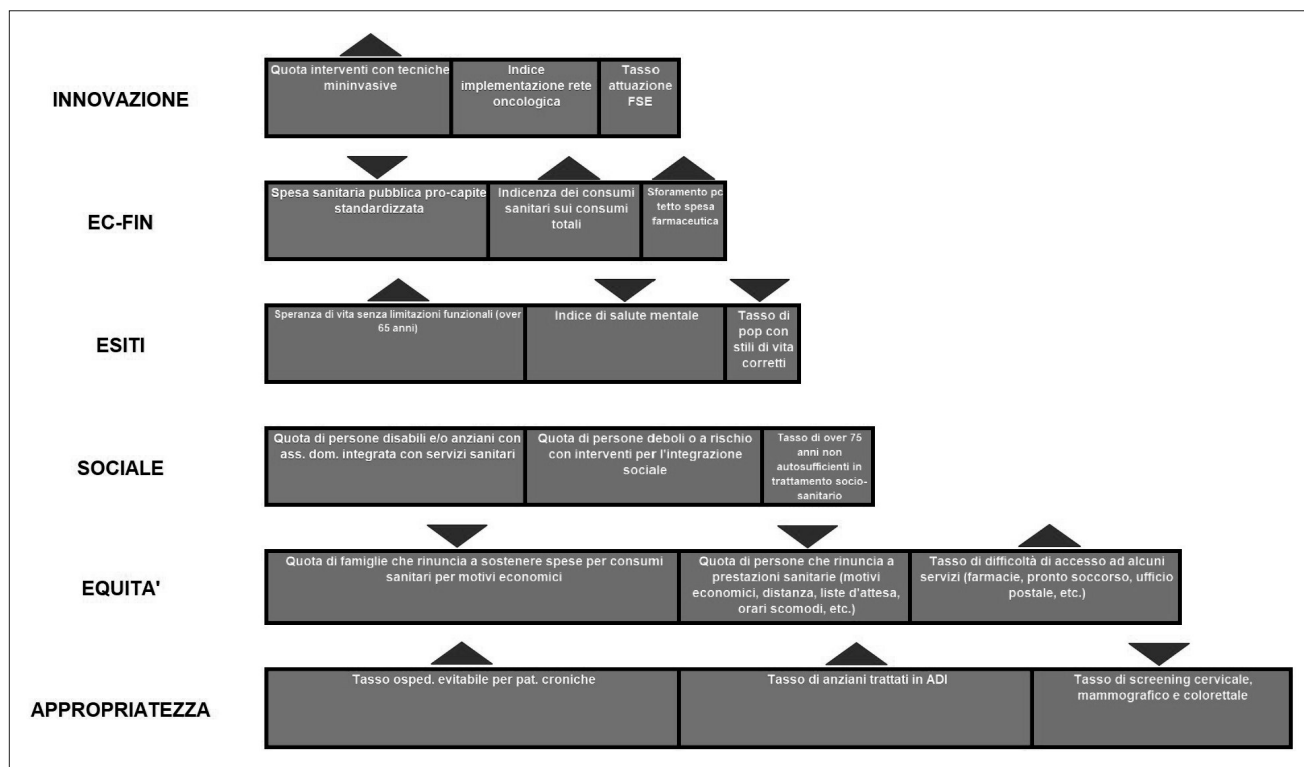 INNOVAZIONE
Quota interventi con tecniche
mininvasive
Indice
implementazione rete
oncologica
Tasso
attuazione
FSE
EC-FIN
Spesa sanitaria pubblica pro-capite
standardizzata
Indicenza dei consumi
sanitari sui consumi
totali
Sforamento pc
tetto spesa
farmaceutica
ESITI
Speranza di vita senza limitazioni funzionali (over
65 anni)
Indice di salute mentale
Tasso di
pop con
stili di vita
corretti
SOCIALE
Quota di persone disabili e/o anziani con
ass. dom. integrata con servizi sanitari
Quota di persone deboli o a rischio
con interventi per l'integrazione
sociale
Tasso di over 75
anni non
autosufficienti in
trattamento socio-
sanitario
EQUITA'
Quota di famiglie che rinuncia a sostenere spese per consumi
sanitari per motivi economici
Quota di persone che rinuncia a
prestazioni sanitarie (motivi
economici, distanza, liste d'attesa,
orari scomodi, etc.)
Tasso di difficoltà di accesso ad alcuni
servizi (farmacie, pronto soccorso, ufficio
postale, etc.)
APPROPRIATEZZA
Tasso osped. evitabile per pat. croniche
Tasso di anziani trattati in ADI
Tasso di screening cervicale,
mammografico e colorettale